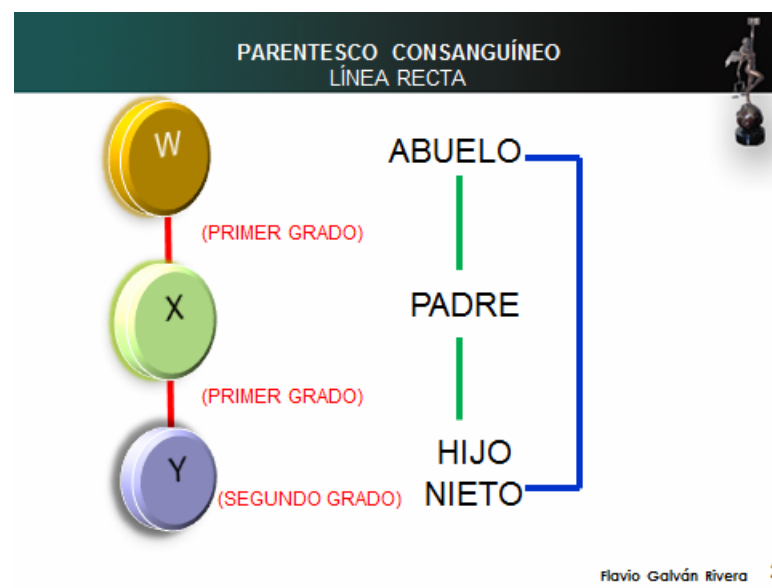 PARENTESCO CONSANGUÍNEO
LÍNEA RECTA
W
ABUELO
(PRIMER GRADO)
X
PADRE
(PRIMER GRADO)
HIJO
Y
(SEGUNDO GRADO)
NIETO
Flavio Galván Rivera